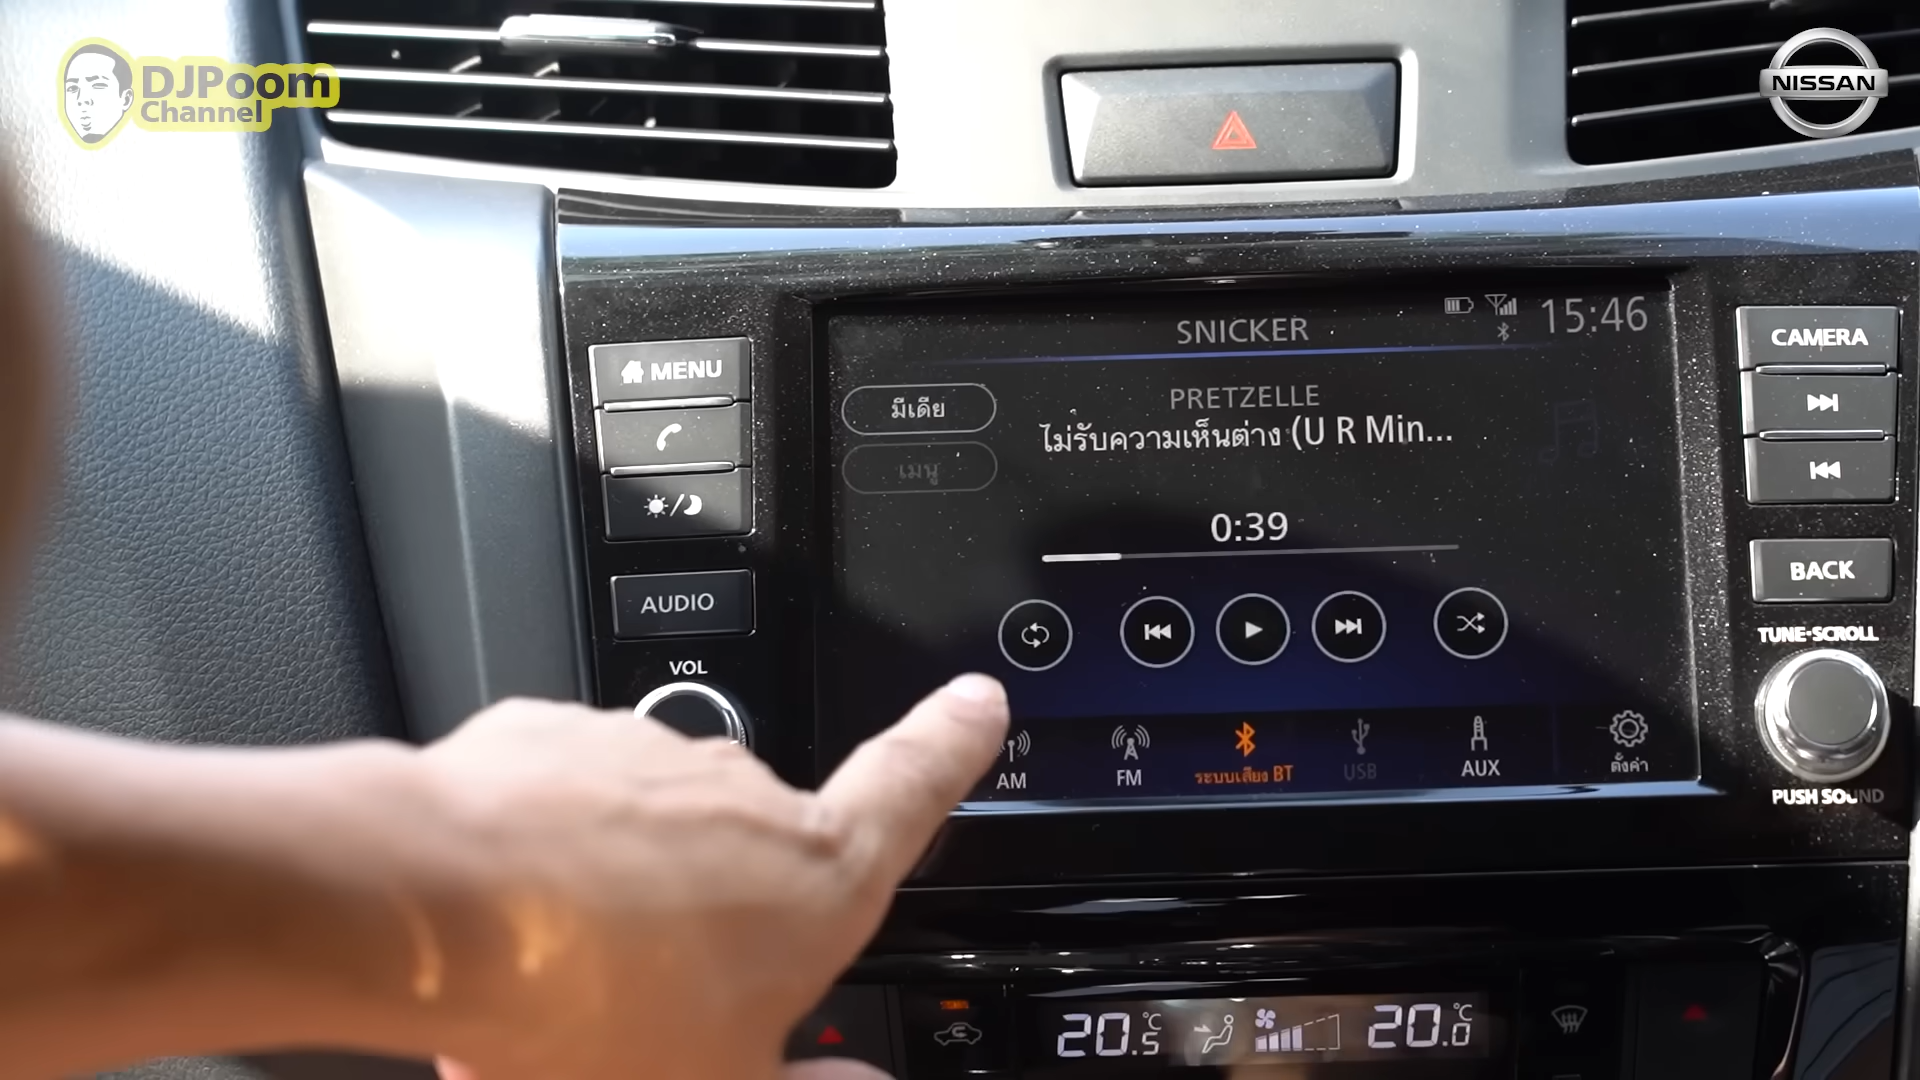 DJPoom
Channel
NISSAN
SNICKER
15:46
MENU
CAMERA
มีเดีย
PRETZELLE
ไม่รับความเห็นต่าง (U R Min...
เมนู
0:39
AUDIO
BACK
VOL
TUNE·SCROLL
AM
FM
ระบบเสียง BT
USB
AUX
ตั้งค่า
PUSH SOUND
20.5°C
20.0°C